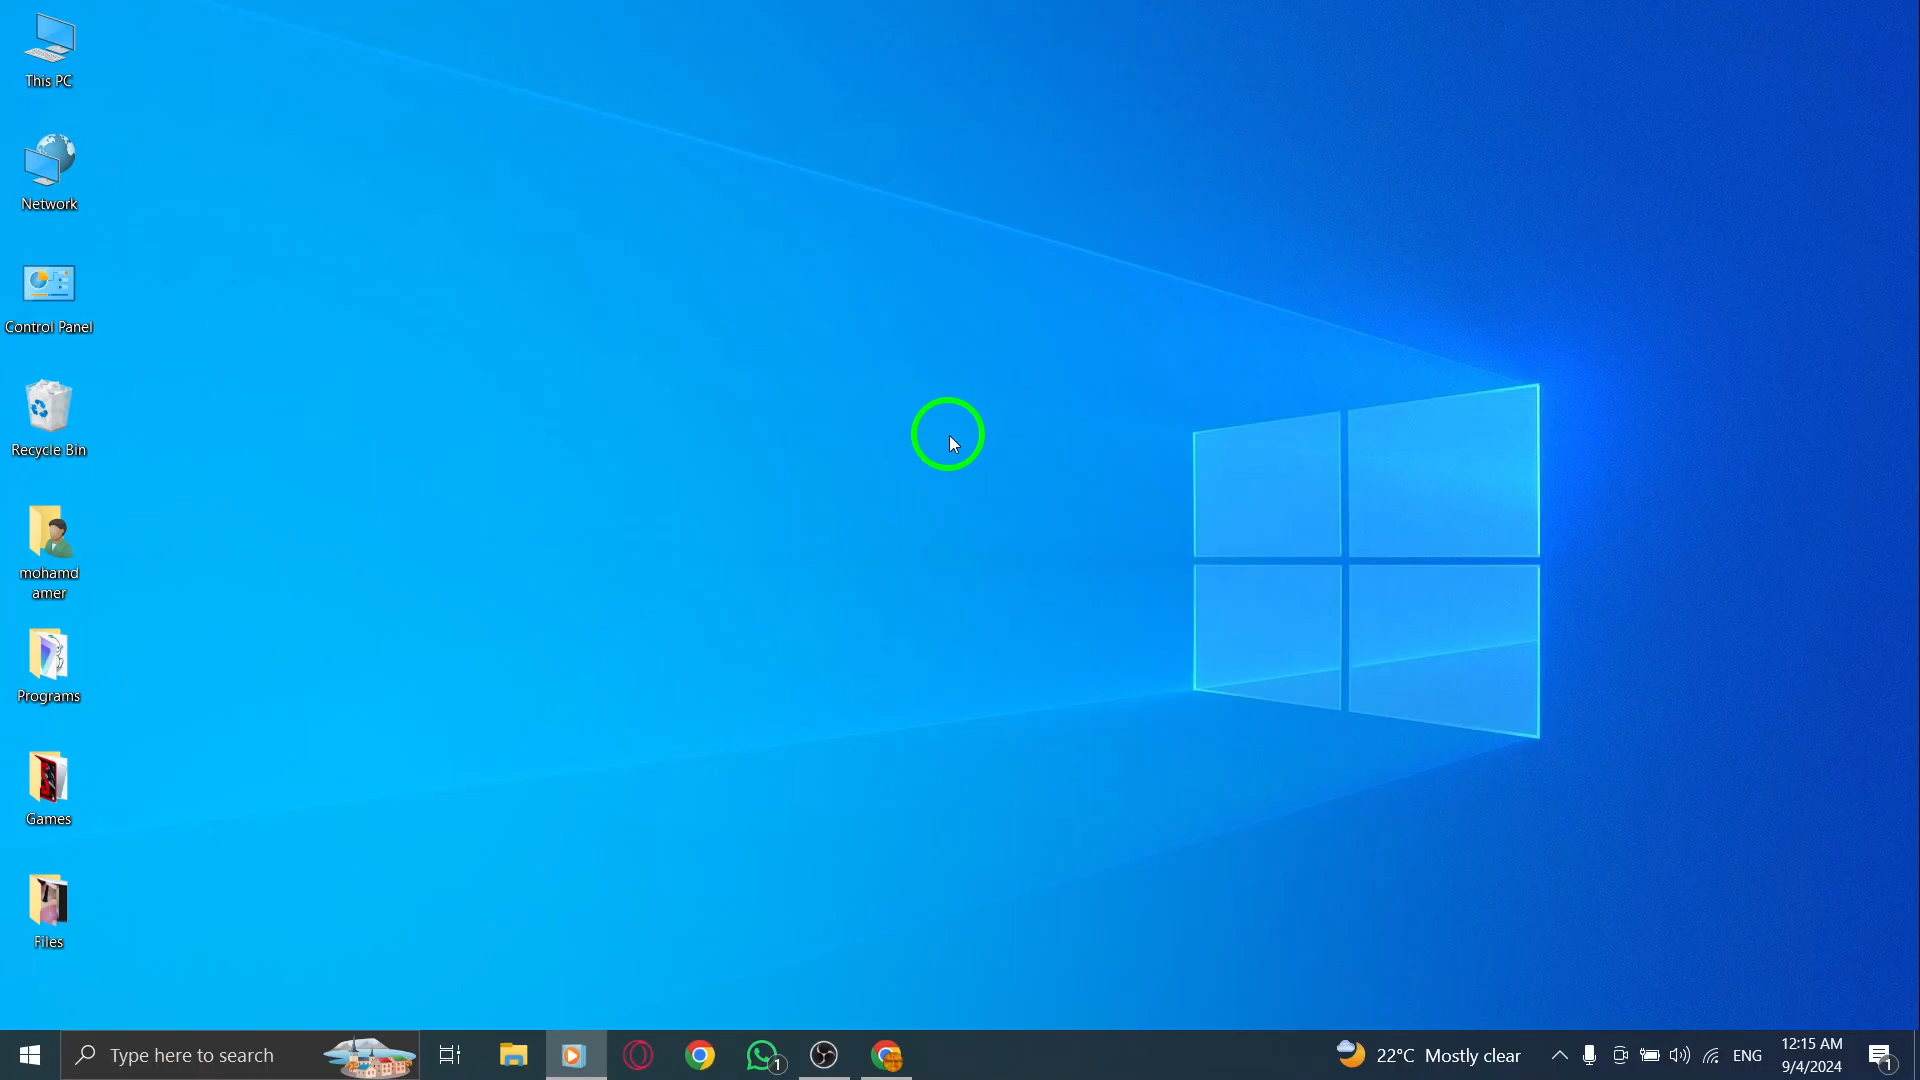 This PC
Network
Control Panel
Recycle Bin
mohamd
amer
Programs
Games
Files
Type here to search
1
22°C Mostly clear
ENG
12:15 AM
9/4/2024
1